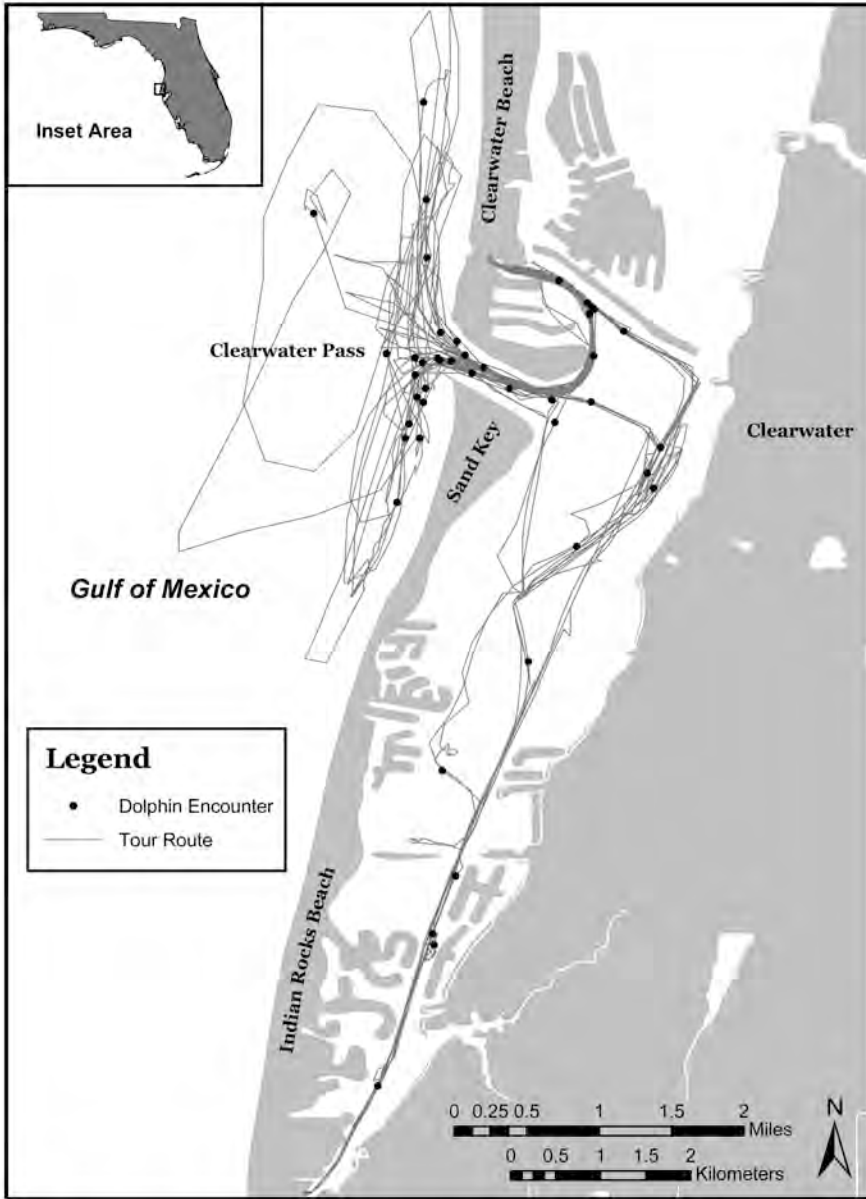 Inset Area
Clearwater Beach
Clearwater Pass
Clearwater
Sand Key
Gulf of Mexico
Legend
Dolphin Encounter
Tour Route
Indian Rocks Beach
N
0 0.25 0.5 1 1.5 2
Miles
0 0.5 1 1.5 2
Kilometers